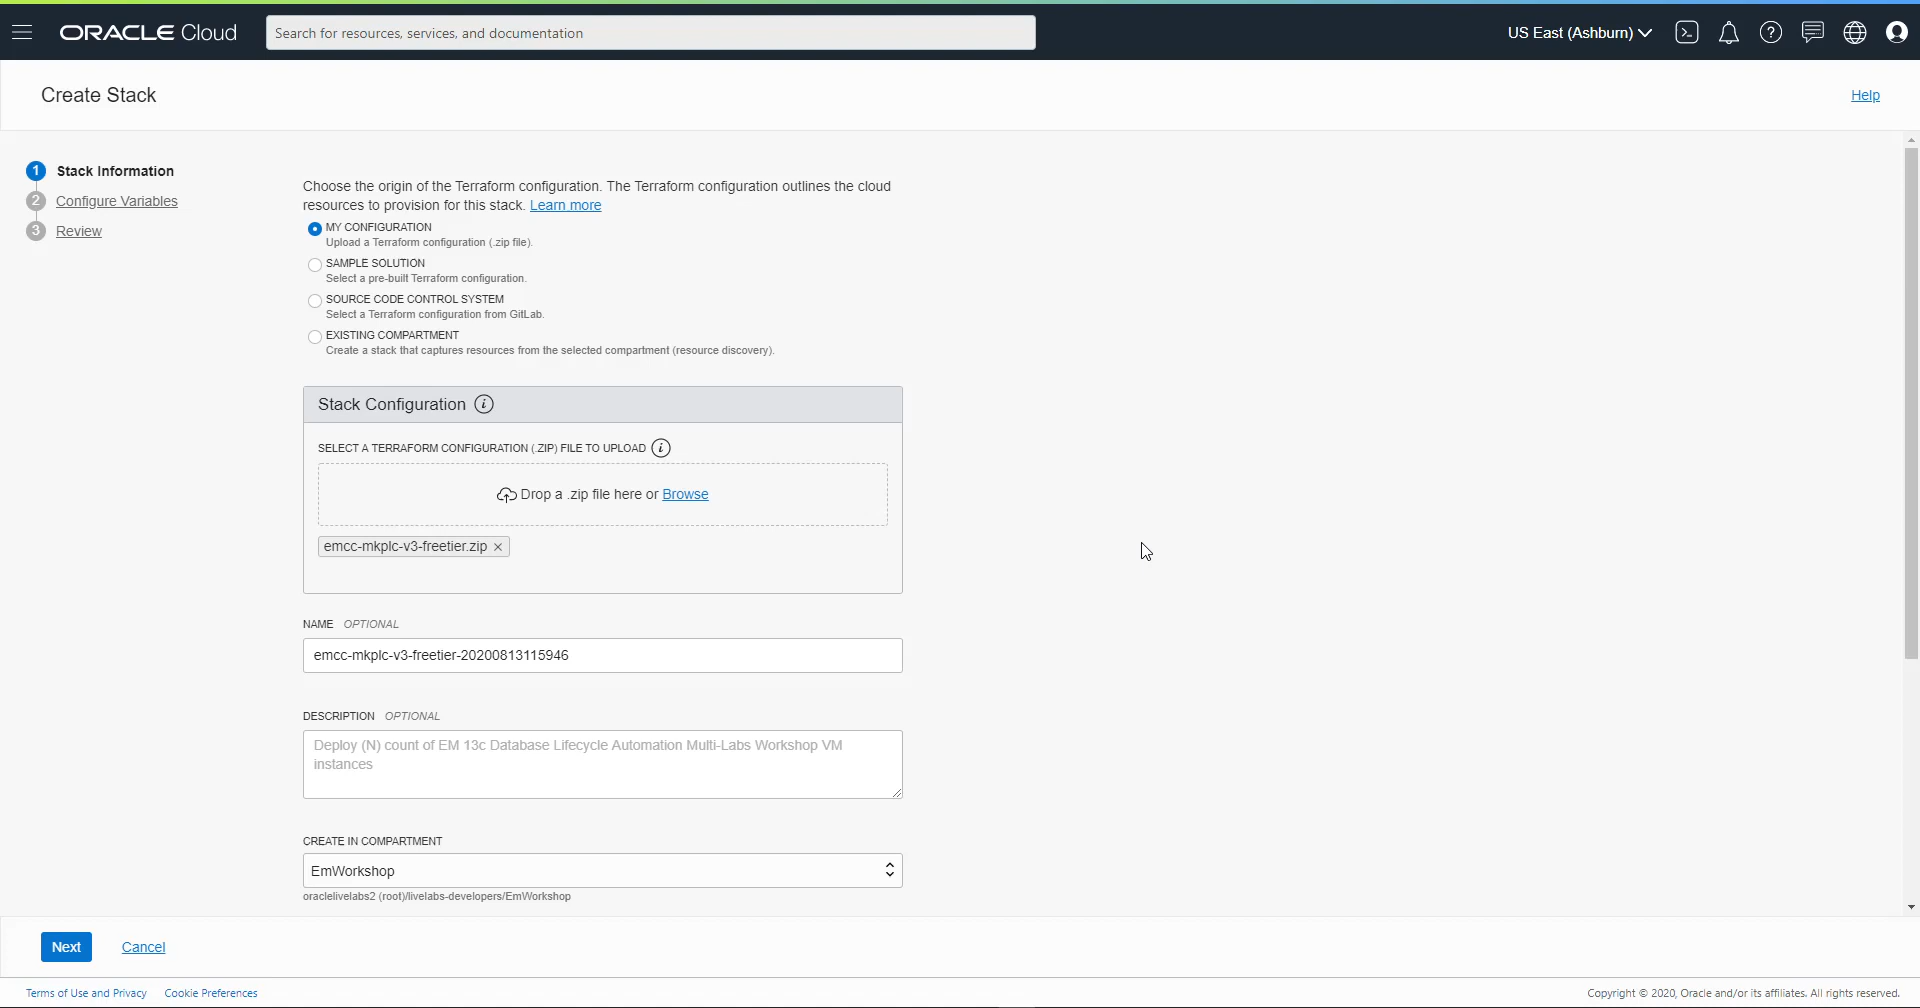 ORACLE Cloud
Search for resources, services, and documentation
US East (Ashburn)
Create Stack
Help
1 Stack Information
2 Configure Variables
3 Review
Choose the origin of the Terraform configuration. The Terraform configuration outlines the cloud
resources to provision for this stack. Learn more
MY CONFIGURATION
Upload a Terraform configuration (.zip file).
SAMPLE SOLUTION
Select a pre-built Terraform configuration.
SOURCE CODE CONTROL SYSTEM
Select a Terraform configuration from GitLab.
EXISTING COMPARTMENT
Create a stack that captures resources from the selected compartment (resource discovery).
Stack Configuration i
SELECT A TERRAFORM CONFIGURATION (.ZIP) FILE TO UPLOAD i
Drop a .zip file here or Browse
emcc-mkplc-v3-freetier.zip ×
NAME OPTIONAL
emcc-mkplc-v3-freetier-20200813115946
DESCRIPTION OPTIONAL
Deploy (N) count of EM 13c Database Lifecycle Automation Multi-Labs Workshop VM
instances
CREATE IN COMPARTMENT
EmWorkshop
oraclelivelabs2 (root)/livelabs-developers/EmWorkshop
Next Cancel
Terms of Use and Privacy Cookie Preferences
Copyright © 2020, Oracle and/or its affiliates. All rights reserved.